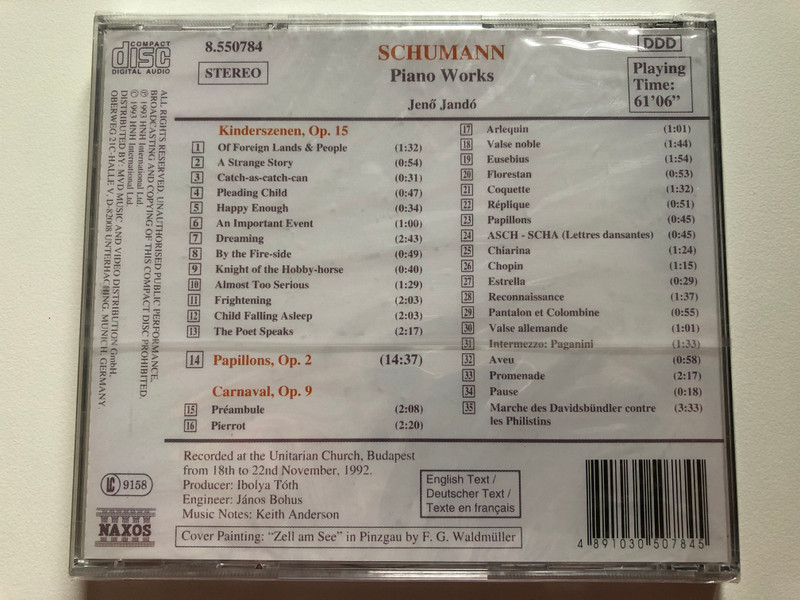 COMPACT
disc
DIGITAL AUDIO
8.550784
STEREO
SCHUMANN
Piano Works
Jenő Jandó
DDD
Playing
Time:
61’06”
ALL RIGHTS RESERVED. UNAUTHORISED PUBLIC PERFORMANCE,
BROADCASTING AND COPYING OF THIS COMPACT DISC PROHIBITED.
℗ 1993 HNH International Ltd.
© 1993 HNH International Ltd.
DISTRIBUTED BY: MVD MUSIC AND VIDEO DISTRIBUTION GmbH,
OBERWEG 21C-HALLE V. D-82008 UNTERHACHING, MUNICH, GERMANY
Kinderszenen, Op. 15
1 Of Foreign Lands & People (1:32)
2 A Strange Story (0:54)
3 Catch-as-catch-can (0:31)
4 Pleading Child (0:47)
5 Happy Enough (0:34)
6 An Important Event (1:00)
7 Dreaming (2:43)
8 By the Fire-side (0:49)
9 Knight of the Hobby-horse (0:40)
10 Almost Too Serious (1:29)
11 Frightening (2:03)
12 Child Falling Asleep (2:03)
13 The Poet Speaks (2:17)
14 Papillons, Op. 2 (14:37)
Carnaval, Op. 9
15 Préambule (2:08)
16 Pierrot (2:20)
17 Arlequin (1:01)
18 Valse noble (1:44)
19 Eusebius (1:54)
20 Florestan (0:53)
21 Coquette (1:32)
22 Réplique (0:51)
23 Papillons (0:45)
24 ASCH - SCHA (Lettres dansantes) (0:45)
25 Chiarina (1:24)
26 Chopin (1:15)
27 Estrella (0:29)
28 Reconnaissance (1:37)
29 Pantalon et Colombine (0:55)
30 Valse allemande (1:01)
31 Intermezzo: Paganini (1:33)
32 Aveu (0:58)
33 Promenade (2:17)
34 Pause (0:18)
35 Marche des Davidsbündler contre (3:33)
les Philistins
Recorded at the Unitarian Church, Budapest
from 18th to 22nd November, 1992.
Producer: Ibolya Tóth
Engineer: János Bohus
Music Notes: Keith Anderson
English Text /
Deutscher Text /
Texte en français
LC 9158
NAXOS
Cover Painting: “Zell am See” in Pinzgau by F. G. Waldmüller
4 891030 507845